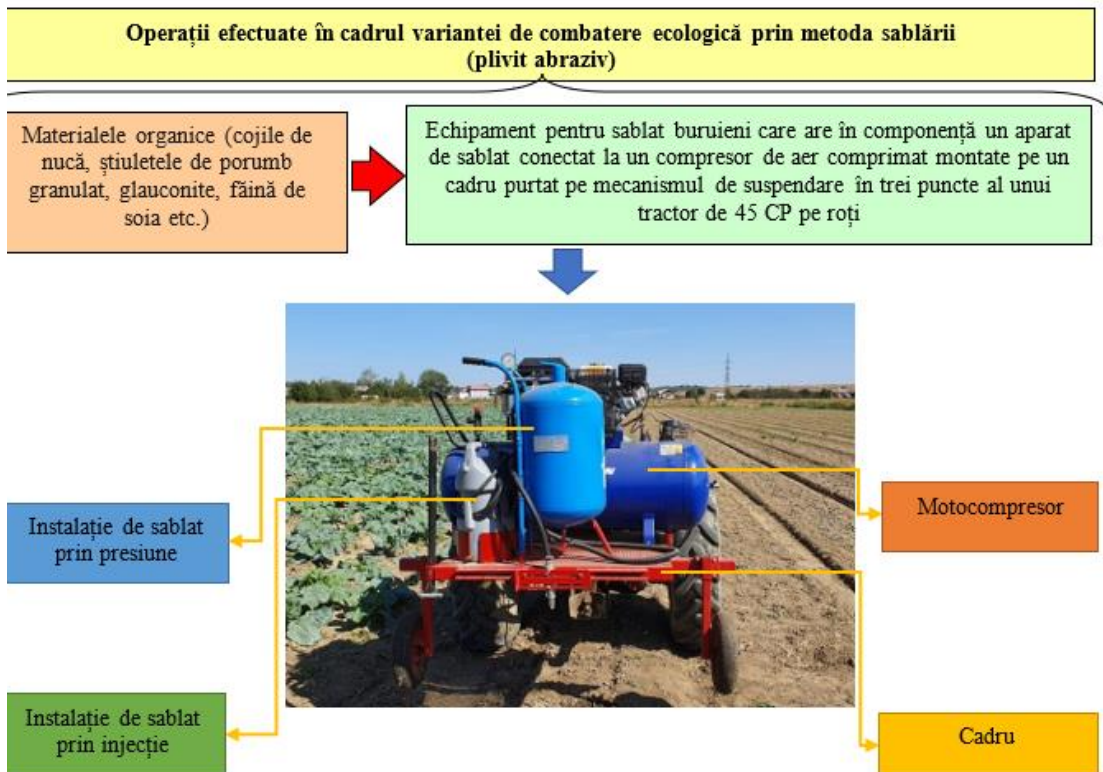 Operații efectuate în cadrul variantei de combatere ecologică prin metoda sablării
(plivit abraziv)
Materialele organice (cojile de
nucă, știuletele de porumb
granulat, glauconite, făină de
soia etc.)
Echipament pentru sablat buruieni care are în componență un aparat
de sablat conectat la un compresor de aer comprimat montate pe un
cadru purtat pe mecanismul de suspendare în trei puncte al unui
tractor de 45 CP pe roți
Instalație de sablat
prin presiune
Motocompresor
Instalație de sablat
prin injecție
Cadru